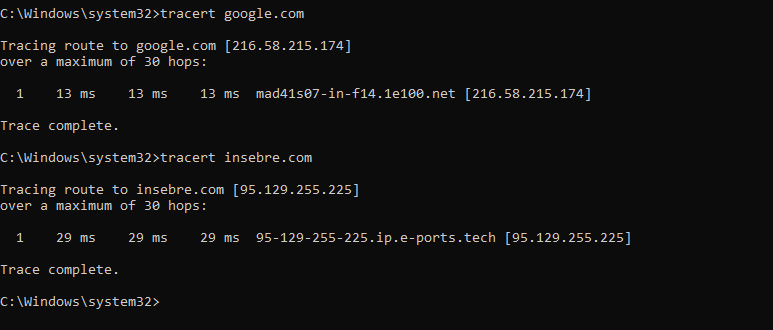 C:\Windows\system32>tracert google.com
Tracing route to google.com [216.58.215.174]
over a maximum of 30 hops:
1 13 ms 13 ms 13 ms mad41s07-in-f14.1e100.net [216.58.215.174]
Trace complete.
C:\Windows\system32>tracert insebre.com
Tracing route to insebre.com [95.129.255.225]
over a maximum of 30 hops:
1 29 ms 29 ms 29 ms 95-129-255-225.ip.e-ports.tech [95.129.255.225]
Trace complete.
C:\Windows\system32>